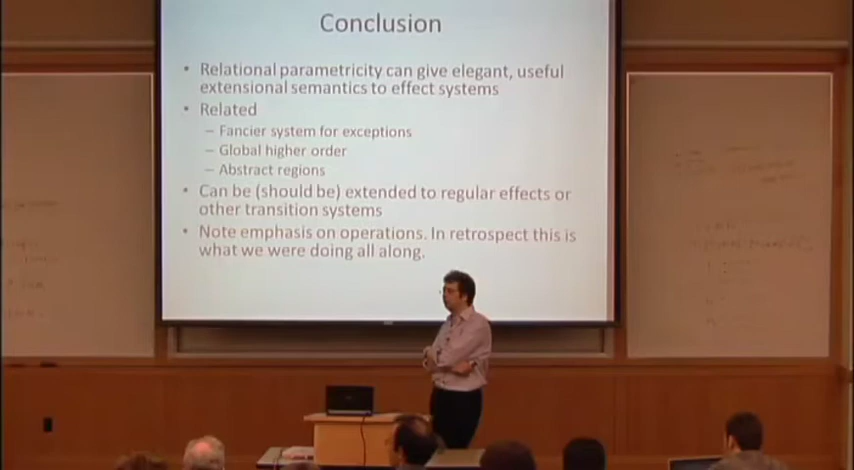 Conclusion
• Relational parametricity can give elegant, useful
extensional semantics to effect systems
• Related
– Fancier system for exceptions
– Global higher order
– Abstract regions
• Can be (should be) extended to regular effects or
other transition systems
• Note emphasis on operations. In retrospect this is
what we were doing all along.